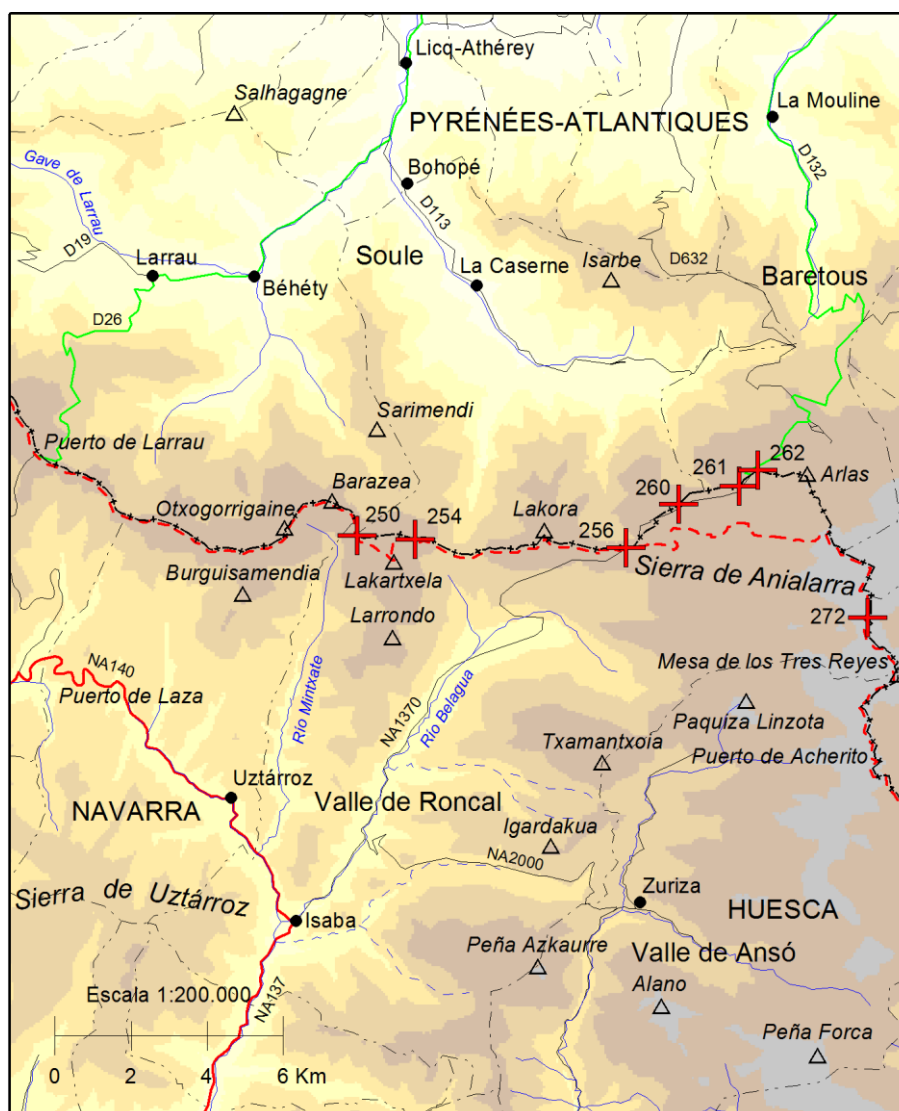 Licq-Athérey
Salhagagne
PYRÉNÉES-ATLANTIQUES
La Mouline
Gave de Larrau
Bohopé
D132
D113
D19
Larrau
Soule
La Caserne
Isarbe
D632
Baretous
Béhéty
D26
Sarimendi
Puerto de Larrau
Barazea
262
261
Arlas
Otxogorrigaine
260
250
254
Lakora
256
Burguisamendia
Lakartxela
Sierra de Anialarra
Larrondo
272
NA140
Mesa de los Tres Reyes
Puerto de Laza
Rio Mintxate
NA1370
Rio Belagua
Paquiza Linzota
Txamantxoia
Puerto de Acherito
Uztárroz
NAVARRA
Valle de Roncal
Igardakua
NA2000
Sierra de Uztárroz
Zuriza
HUESCA
Isaba
Peña Azkaurre
Valle de Ansó
Alano
Escala 1:200.000
NA137
Peña Forca
0 2 4 6 Km